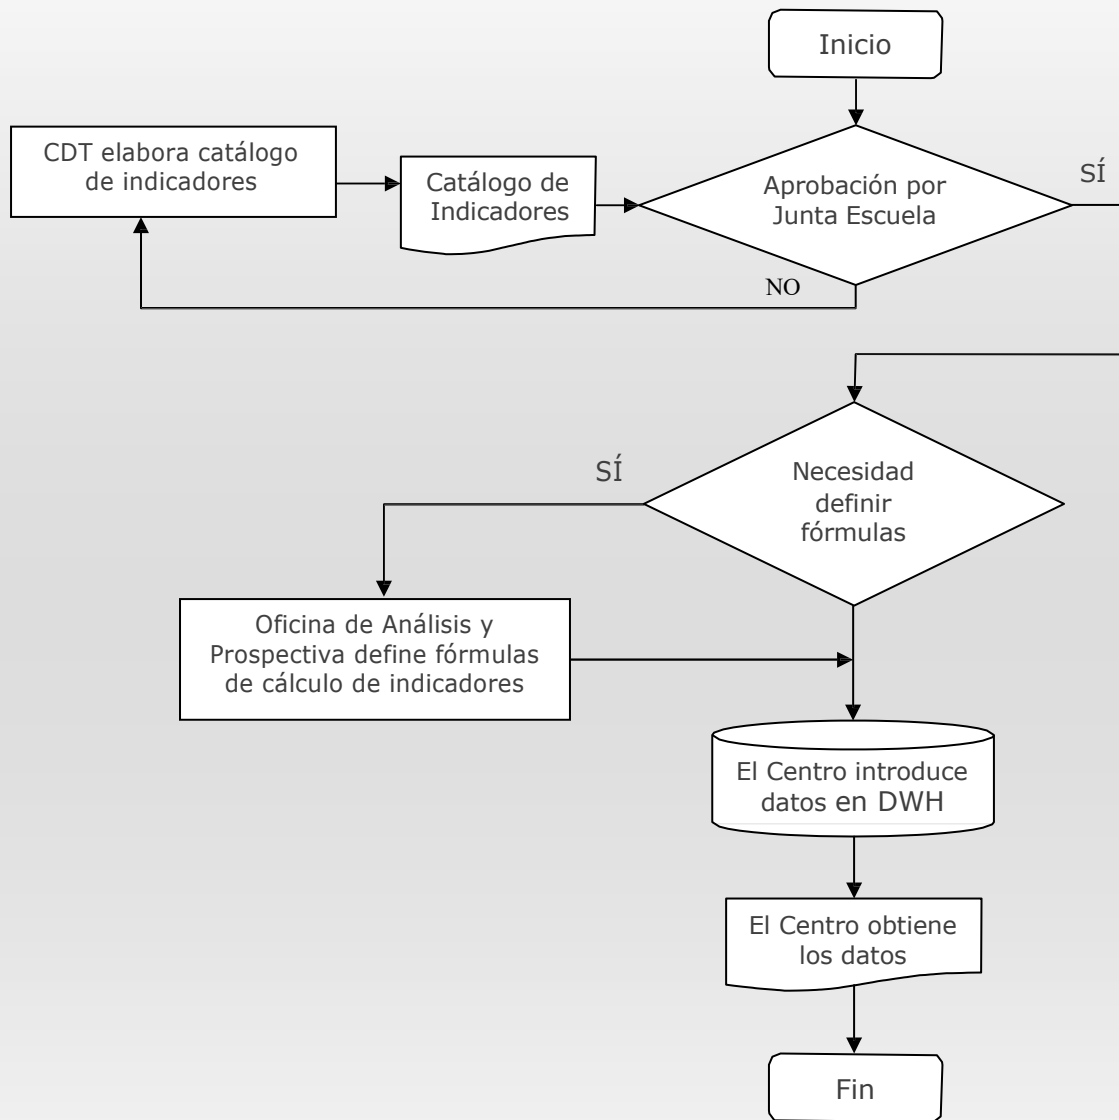 Inicio
CDT elabora catálogo
de indicadores
Catálogo de
Indicadores
Aprobación por
Junta Escuela
SÍ
NO
Necesidad
definir
fórmulas
SÍ
Oficina de Análisis y
Prospectiva define fórmulas
de cálculo de indicadores
El Centro introduce
datos en DWH
El Centro obtiene
los datos
Fin